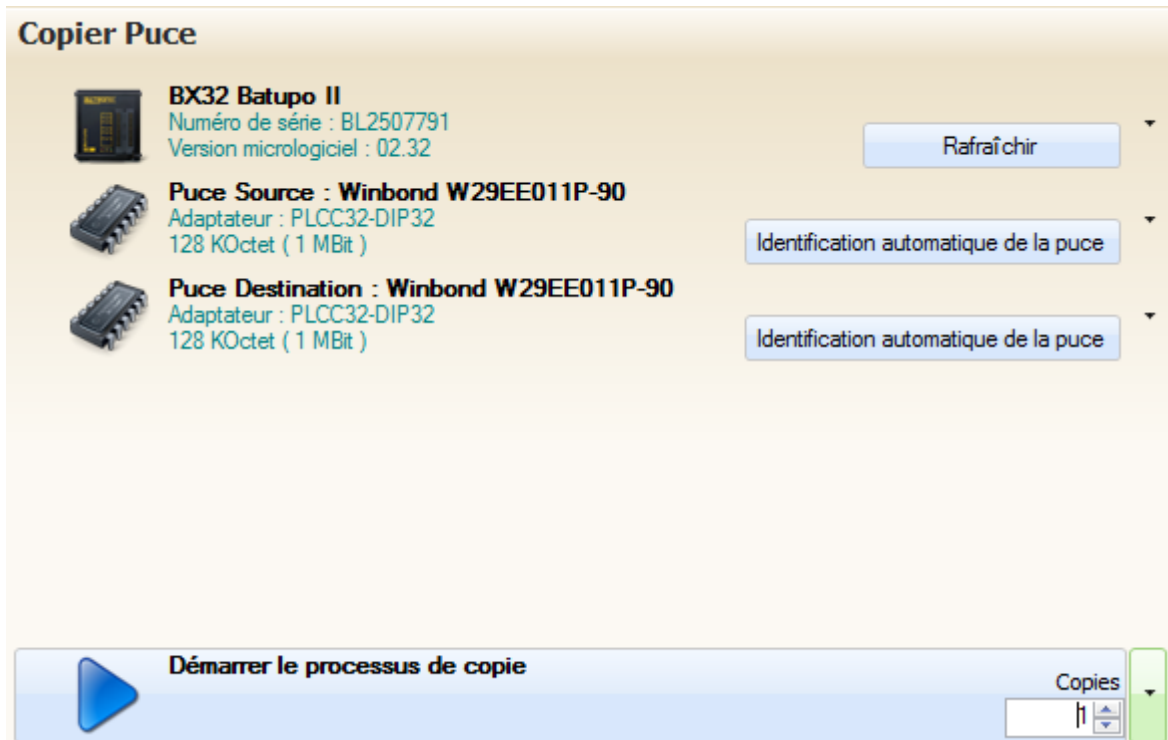 Copier Puce
BX32 Batupo II
Numéro de série : BL2507791
Version micrologiciel : 02.32
Rafraîchir
Puce Source : Winbond W29EE011P-90
Adaptateur : PLCC32-DIP32
128 KOctet ( 1 MBit )
Identification automatique de la puce
Puce Destination : Winbond W29EE011P-90
Adaptateur : PLCC32-DIP32
128 KOctet ( 1 MBit )
Identification automatique de la puce
Démarrer le processus de copie
Copies
1